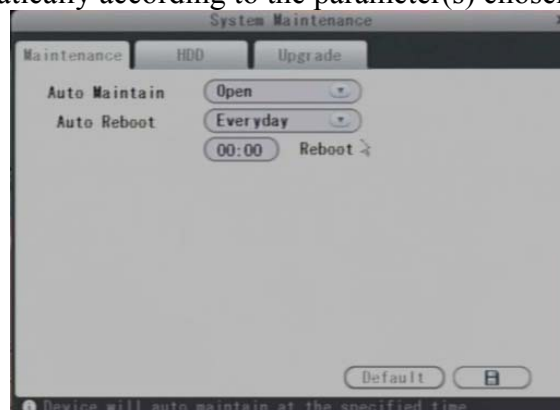 atically according to the parameter(s) chosen
System Maintenance
Maintenance HDD Upgrade
Auto Maintain Open
Auto Reboot Everyday
00:00 Reboot
Default
Device will auto maintain at the specified time